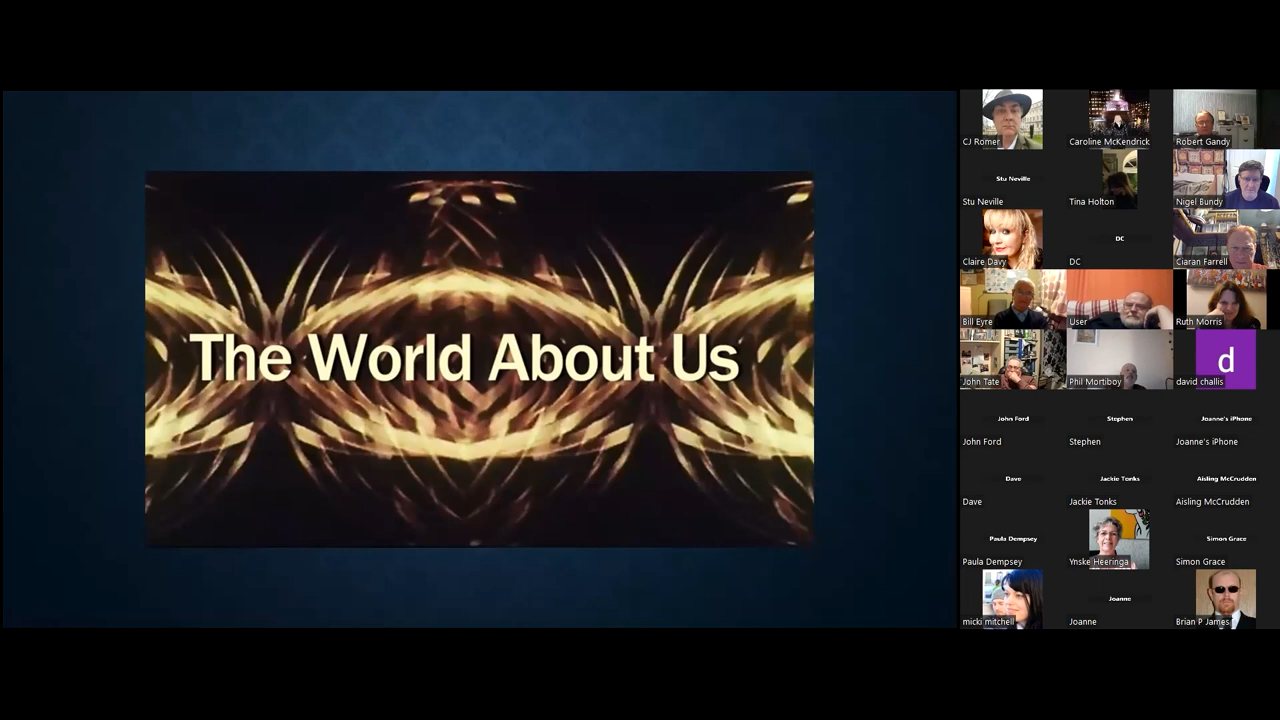 The World About Us
CJ Romer
Caroline McKendrick
Robert Gandy
Stu Neville
Stu Neville
Tina Holton
Nigel Bundy
Claire Davy
DC
DC
Ciaran Farrell
Bill Eyre
User
Ruth Morris
John Tate
Phil Mortiboy
d
david challis
John Ford
Stephen
Joanne's iPhone
John Ford
Stephen
Joanne's iPhone
Dave
Jackie Tonks
Aisling McCrudden
Dave
Jackie Tonks
Aisling McCrudden
Paula Dempsey
Simon Grace
Paula Dempsey
Ynske Heeringa
Simon Grace
Joanne
micki mitchell
Joanne
Brian P James